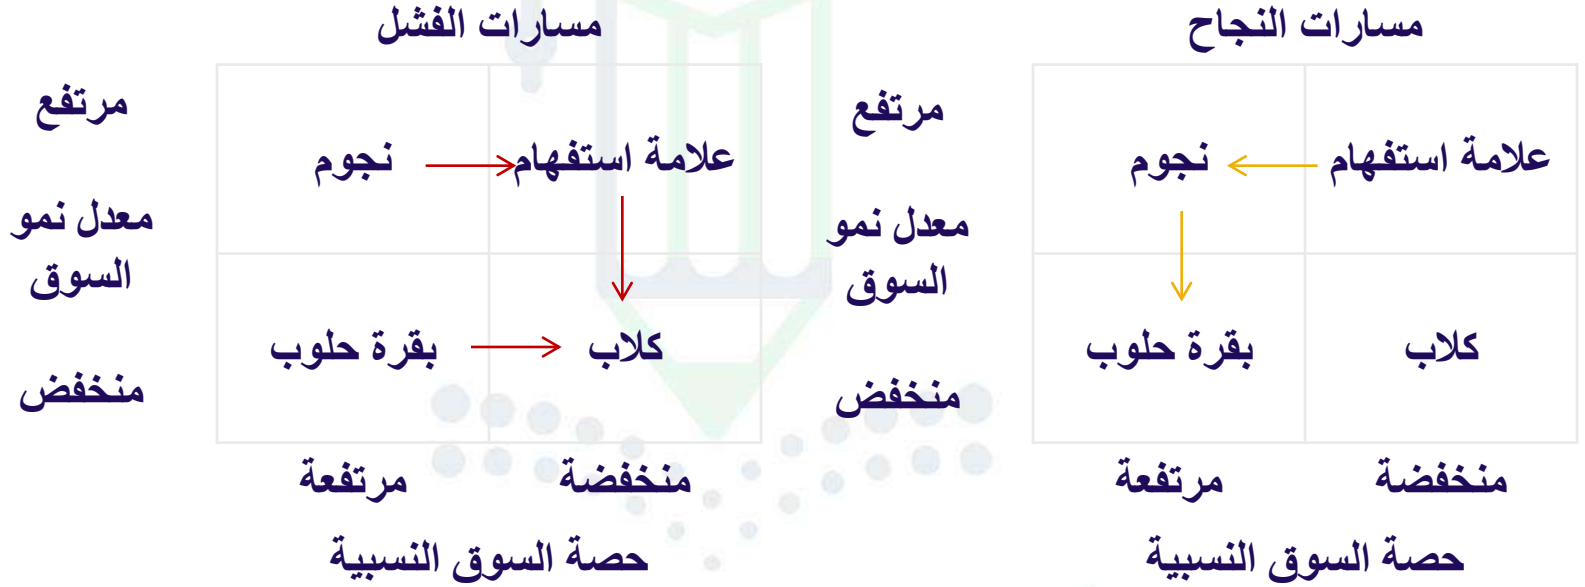 مسارات النجاح
مرتفع
علامة استفهام
نجوم
معدل نمو
السوق
كلاب
بقرة حلوب
منخفض
منخفضة
مرتفعة
حصة السوق النسبية
مسارات الفشل
مرتفع
علامة استفهام
نجوم
معدل نمو
السوق
كلاب
بقرة حلوب
منخفض
منخفضة
مرتفعة
حصة السوق النسبية